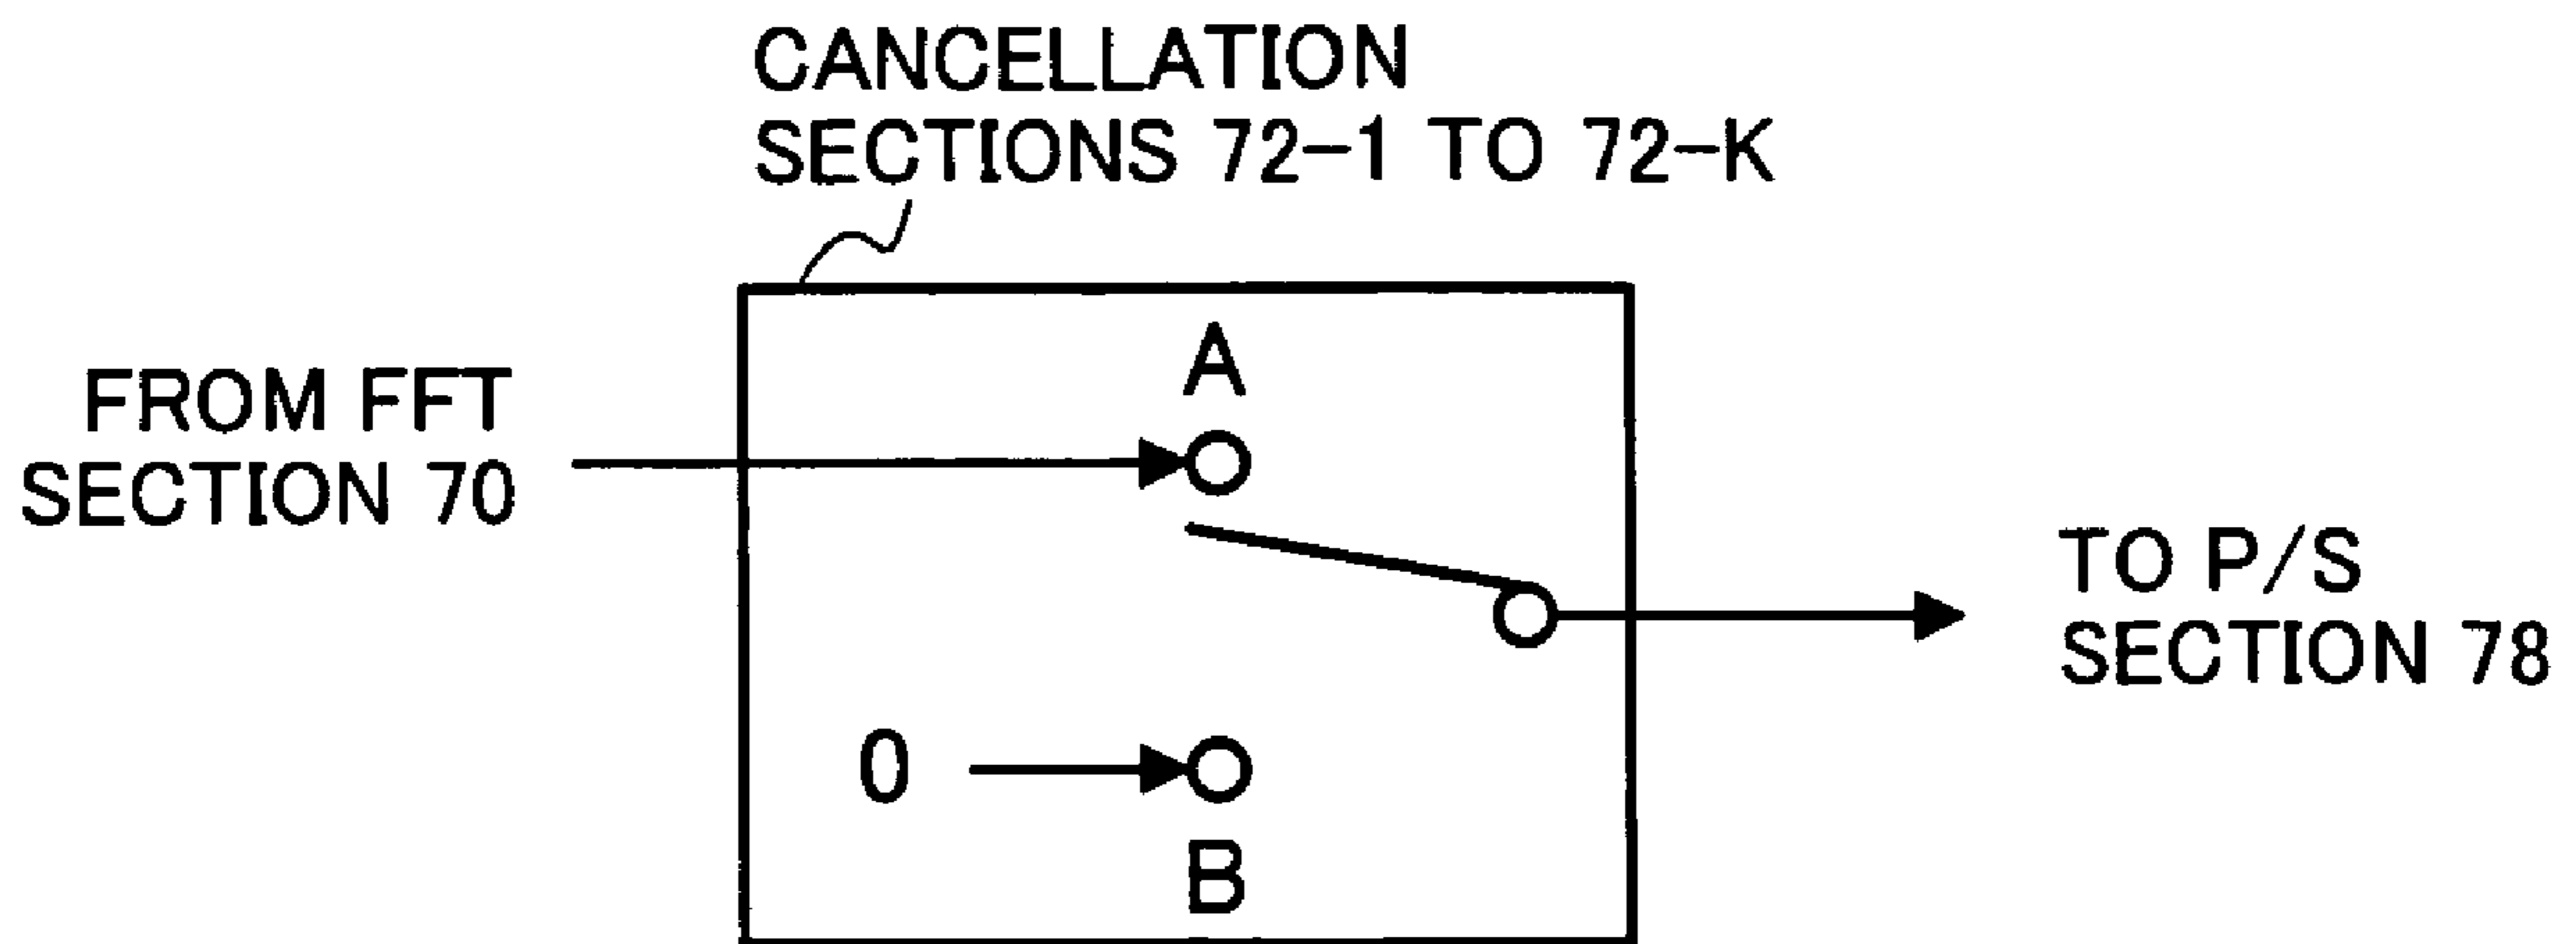 CANCELLATION
SECTIONS 72-1 TO 72-K
A
FROM FFT
SECTION 70
TO P/S
SECTION 78
0
B